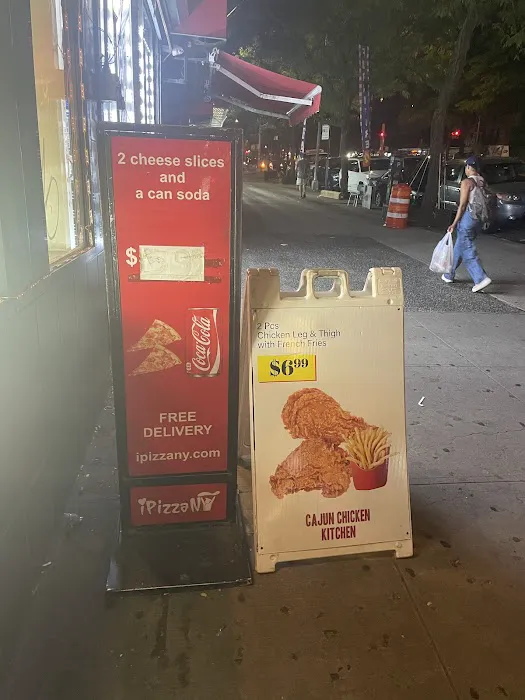 2 cheese slices
and
a can soda
$
Coca-Cola
FREE
DELIVERY
ipizzany.com
iPizzaNY
2 Pcs
Chicken Leg & Thigh
with French Fries
$6.99
CAJUN CHICKEN
KITCHEN